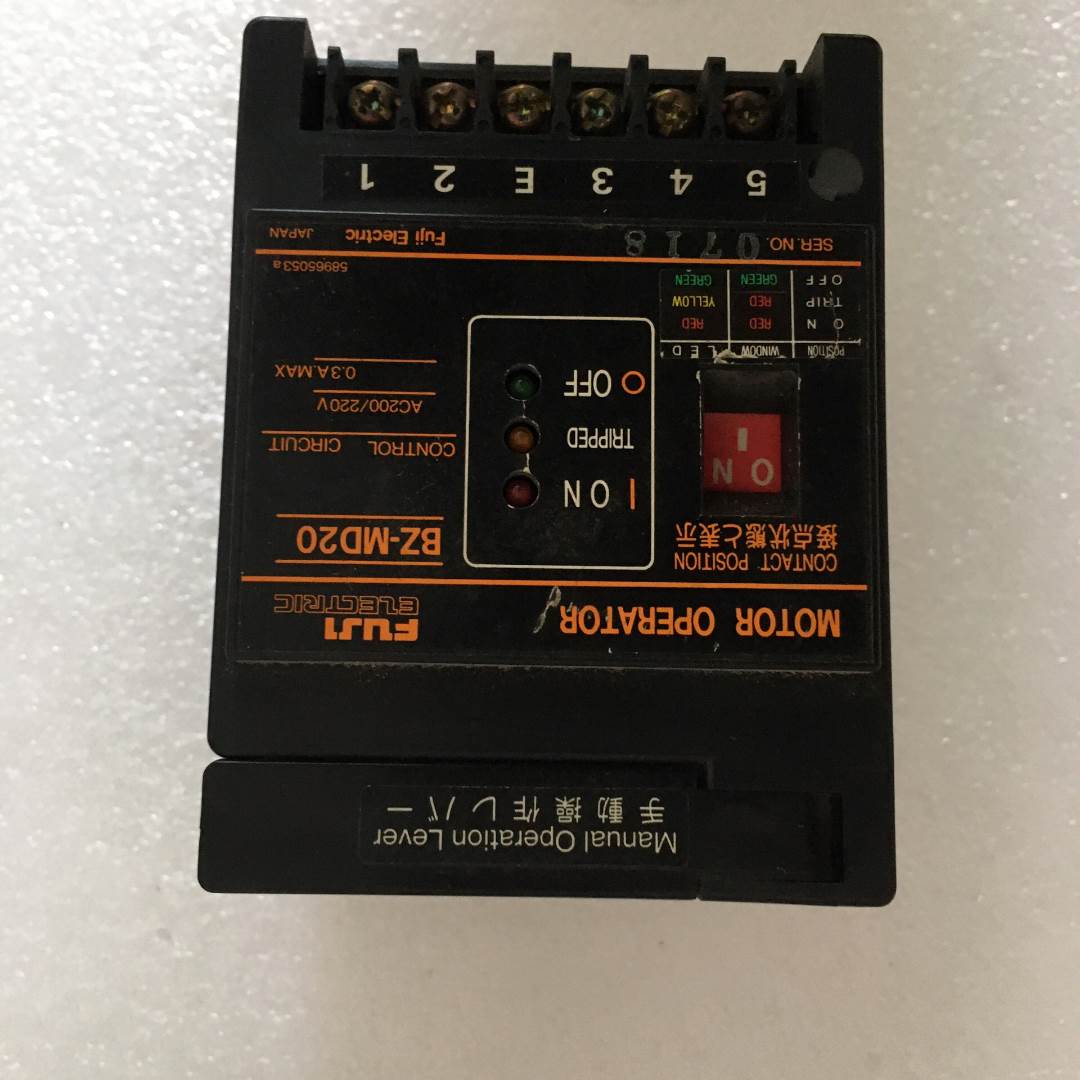 Manual Operation Lever
手動操作レバー
MOTOR OPERATOR
FUJI
ELECTRIC
CONTACT POSITION
接点状態と表示
ON
I
BZ-MD20
CONTROL CIRCUIT
AC200/220V
0.3A.MAX
I ON
TRIPPED
O OFF
POSITION WINDOW LED
ON RED RED
TRIP RED YELLOW
OFF GREEN GREEN
58965053a
SER.NO. 0718
Fuji Electric JAPAN
5 4 3 E 2 1